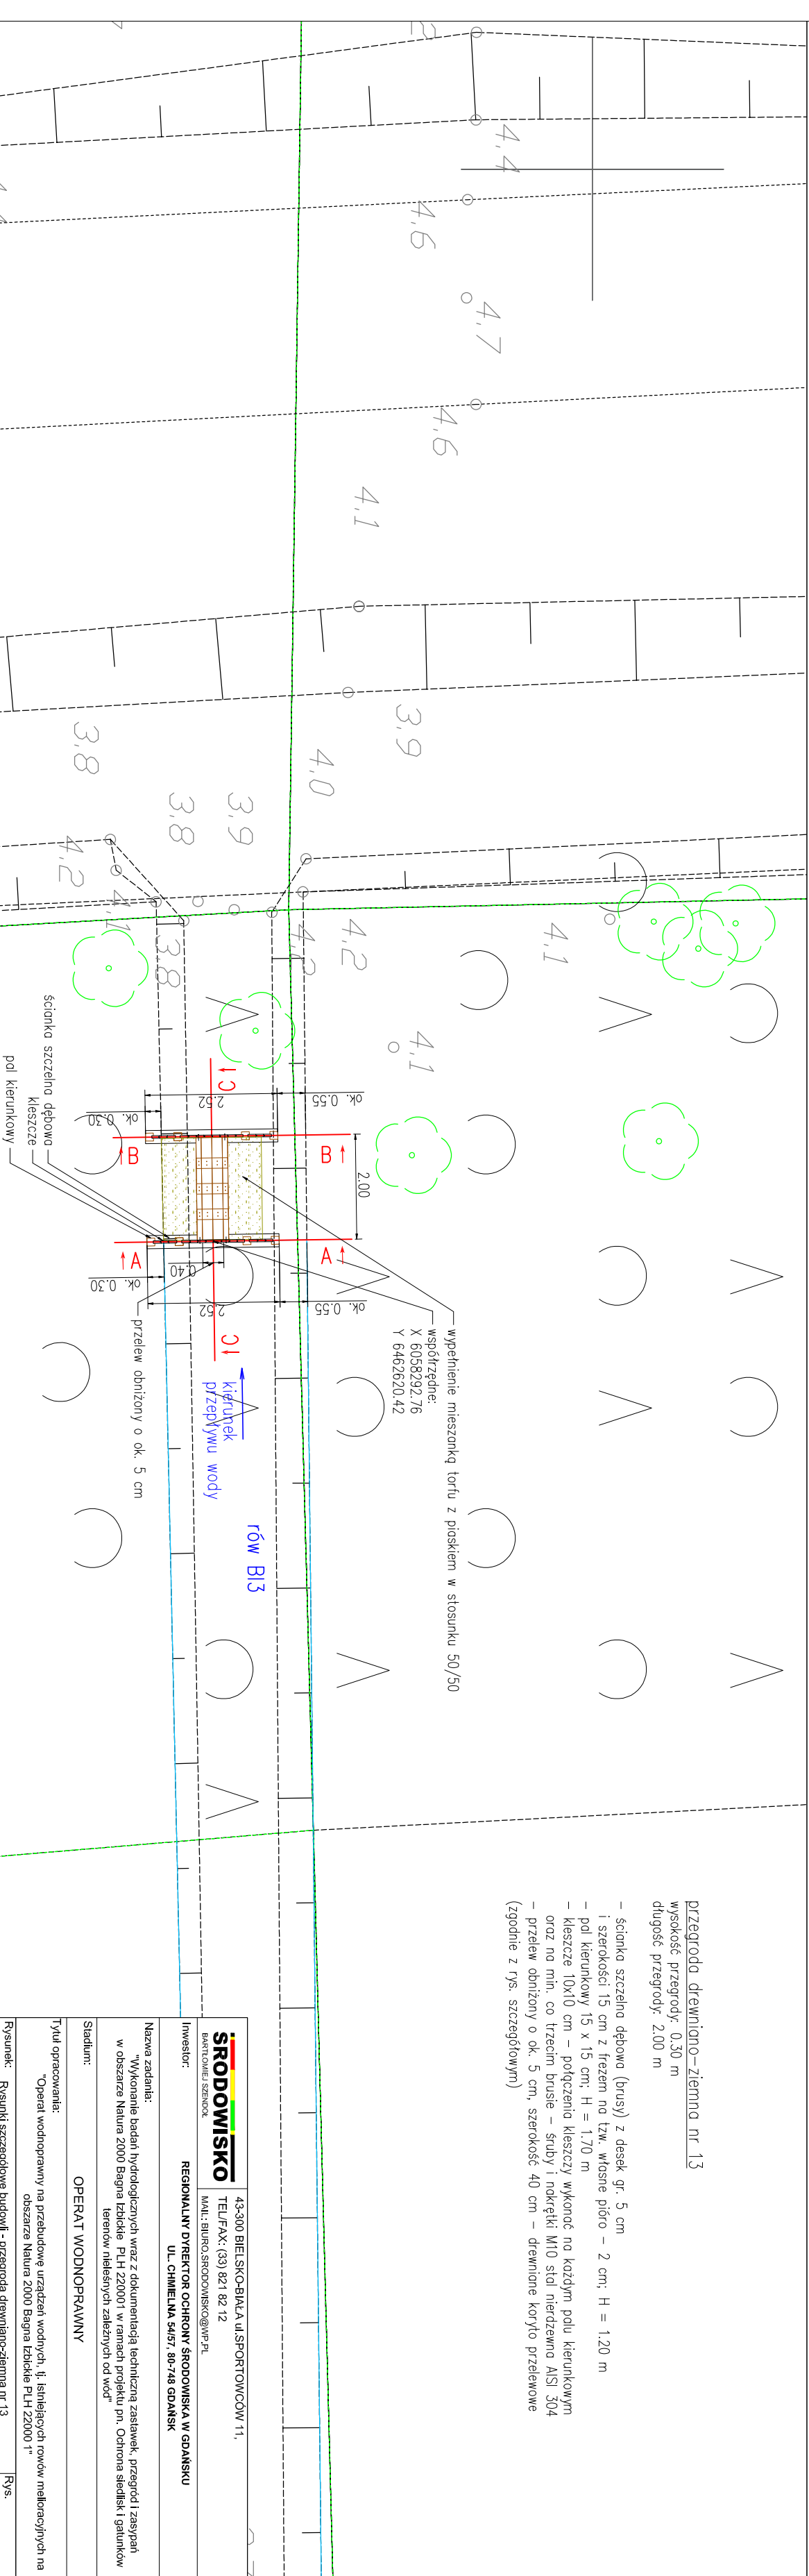 przegroda drewniano-ziemna nr 13
wysokość przegrody: 0.30 m
długość przegrody: 2.00 m
- ścianka szczelna dębowa (brusy) z desek gr. 5 cm
i szerokości 15 cm z frezem na tzw. własne pióro - 2 cm; H = 1.20 m
- pal kierunkowy 15 x 15 cm; H = 1.70 m
- kleszcze 10x10 cm - połączenia kleszczy wykonać na każdym palu kierunkowym
oraz na min. co trzecim brusie - śruby i nakrętki M10 stal nierdzewna AISI 304
- przelew obniżony o ok. 5 cm, szerokość 40 cm - drewniane koryto przelewowe
(zgodnie z rys. szczegółowym)
4.4
4.6
4.7
4.6
4.1
3.9
4.0
3.9
3.8
3.8
4.2
4.1
3.8
4.2
4.2
4.1
4.1
wypełnienie mieszanką torfu z piaskiem w stosunku 50/50
współrzędne:
X 6058292.76
Y 6462620.42
ok. 0.55
2.52
ok. 0.30
2.00
ok. 0.55
2.52
0.40
ok. 0.30
B
B
A
A
C
C
kierunek
przepływu wody
rów BI3
przelew obniżony o ok. 5 cm
ścianka szczelna dębowa
kleszcze
pal kierunkowy
ŚRODOWISKO
BARTŁOMIEJ SZENDOŁ
43-300 BIELSKO-BIAŁA ul.SPORTOWCÓW 11,
TEL/FAX: (33) 821 82 12
MAIL: BIURO.SRODOWISKO@WP.PL
Inwestor:
REGIONALNY DYREKTOR OCHRONY ŚRODOWISKA W GDAŃSKU
UL. CHMIELNA 54/57, 80-748 GDAŃSK
Nazwa zadania:
"Wykonanie badań hydrologicznych wraz z dokumentacją techniczną zastawek, przegród i zasypań
w obszarze Natura 2000 Bagna Izbickie PLH 220001 w ramach projektu pn. Ochrona siedlisk i gatunków
terenów nieleśnych zależnych od wód"
Stadium:
OPERAT WODNOPRAWNY
Tytuł opracowania:
"Operat wodnoprawny na przebudowę urządzeń wodnych, tj. istniejących rowów melioracyjnych na
obszarze Natura 2000 Bagna Izbickie PLH 22000 1"
Rysunek: Rysunki szczegółowe budowli - przegroda drewniano-ziemna nr 13
Rys.